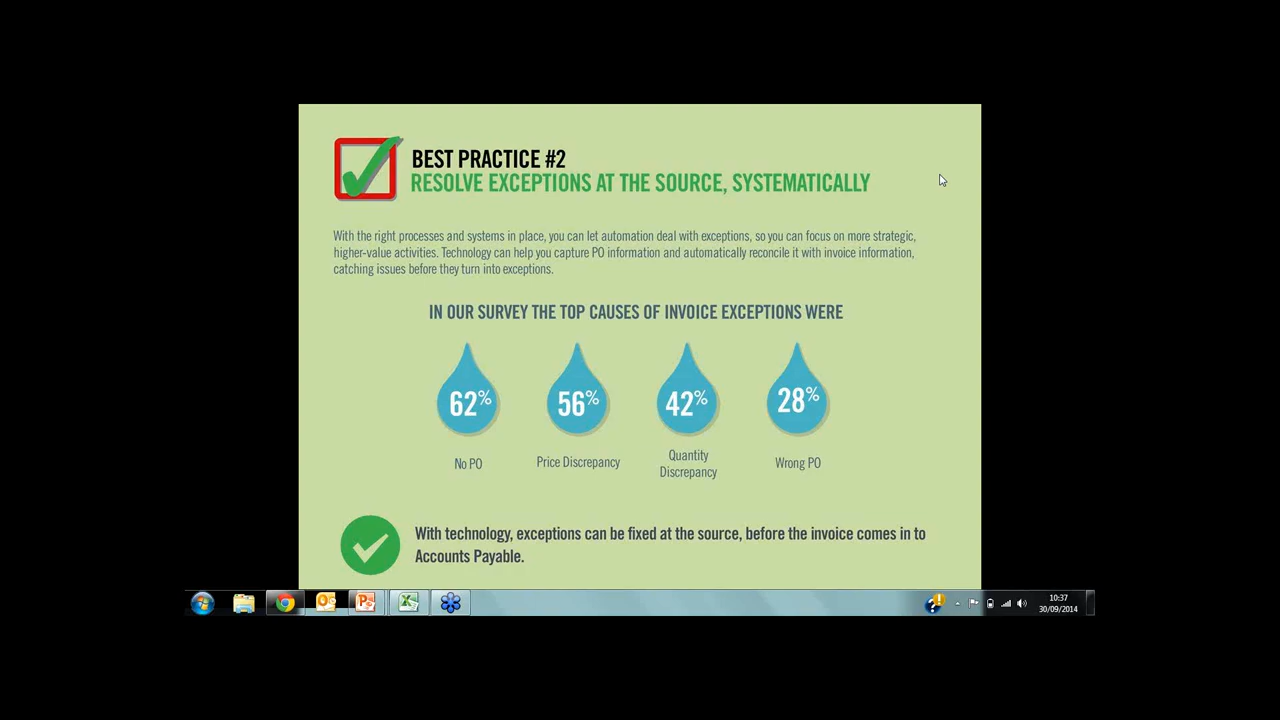 BEST PRACTICE #2
RESOLVE EXCEPTIONS AT THE SOURCE, SYSTEMATICALLY
With the right processes and systems in place, you can let automation deal with exceptions, so you can focus on more strategic,
higher-value activities. Technology can help you capture PO information and automatically reconcile it with invoice information,
catching issues before they turn into exceptions.
IN OUR SURVEY THE TOP CAUSES OF INVOICE EXCEPTIONS WERE
62% 56% 42% 28%
No PO
Price Discrepancy
Quantity
Discrepancy
Wrong PO
With technology, exceptions can be fixed at the source, before the invoice comes in to
Accounts Payable.
10:37
30/09/2014